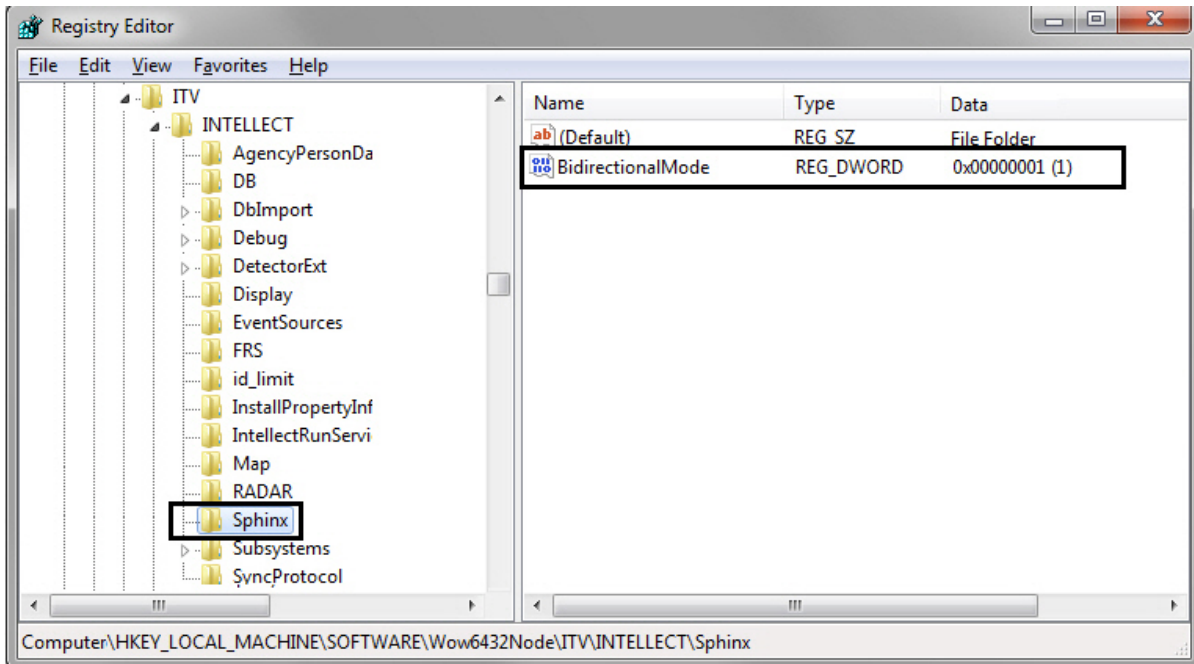 Registry Editor
File Edit View Favorites Help
ITV
INTELLECT
AgencyPersonDa
DB
DbImport
Debug
DetectorExt
Display
EventSources
FRS
id_limit
InstallPropertyInf
IntellectRunServi
Map
RADAR
Sphinx
Subsystems
SyncProtocol
Name Type Data
ab (Default) REG_SZ File Folder
BidirectionalMode REG_DWORD 0x00000001 (1)
Computer\HKEY_LOCAL_MACHINE\SOFTWARE\Wow6432Node\ITV\INTELLECT\Sphinx